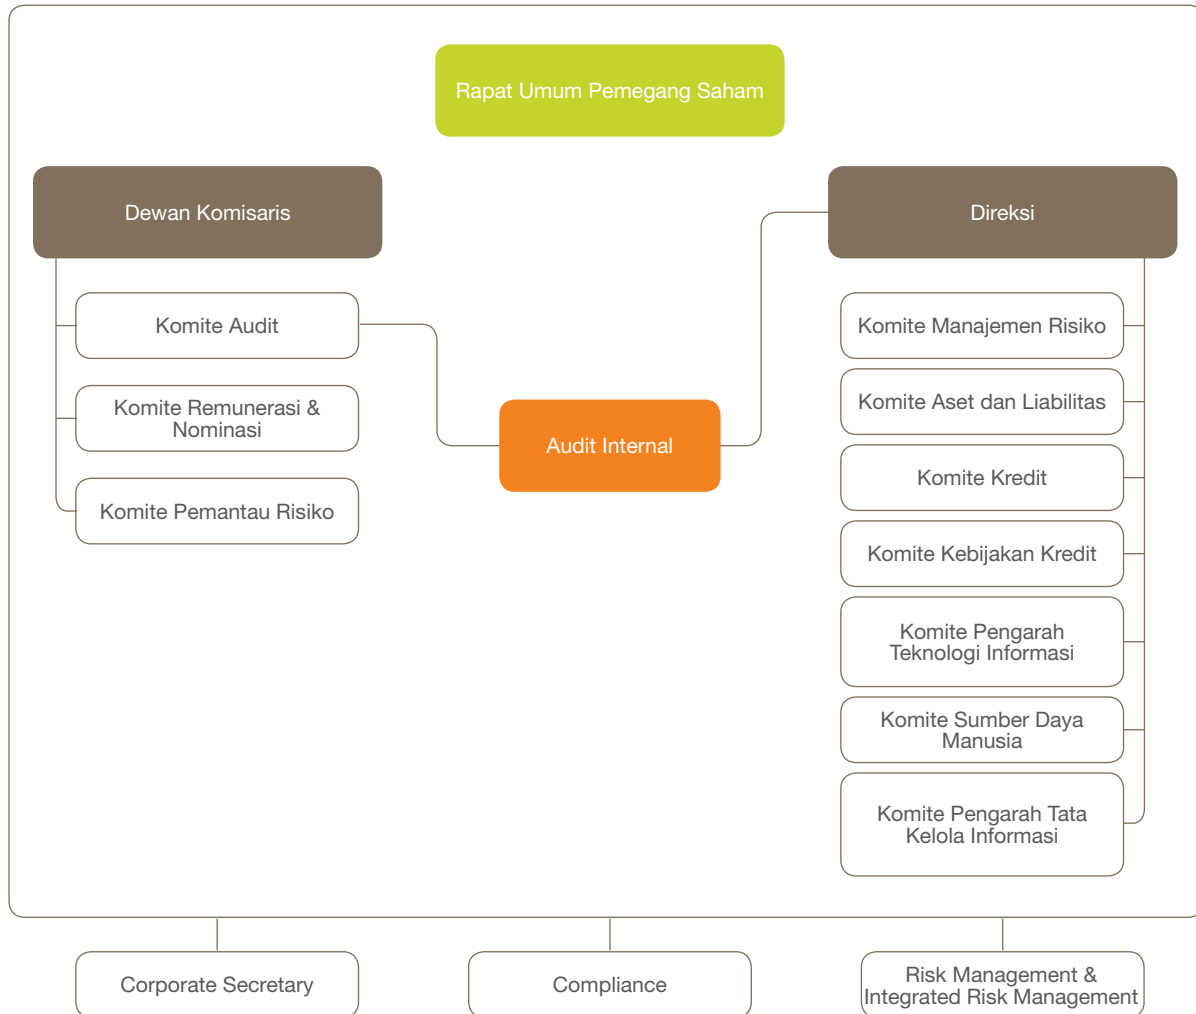 Rapat Umum Pemegang Saham
Dewan Komisaris
Direksi
Komite Audit
Komite Remunerasi &
Nominasi
Komite Pemantau Risiko
Audit Internal
Komite Manajemen Risiko
Komite Aset dan Liabilitas
Komite Kredit
Komite Kebijakan Kredit
Komite Pengarah
Teknologi Informasi
Komite Sumber Daya
Manusia
Komite Pengarah Tata
Kelola Informasi
Corporate Secretary
Compliance
Risk Management &
Integrated Risk Management